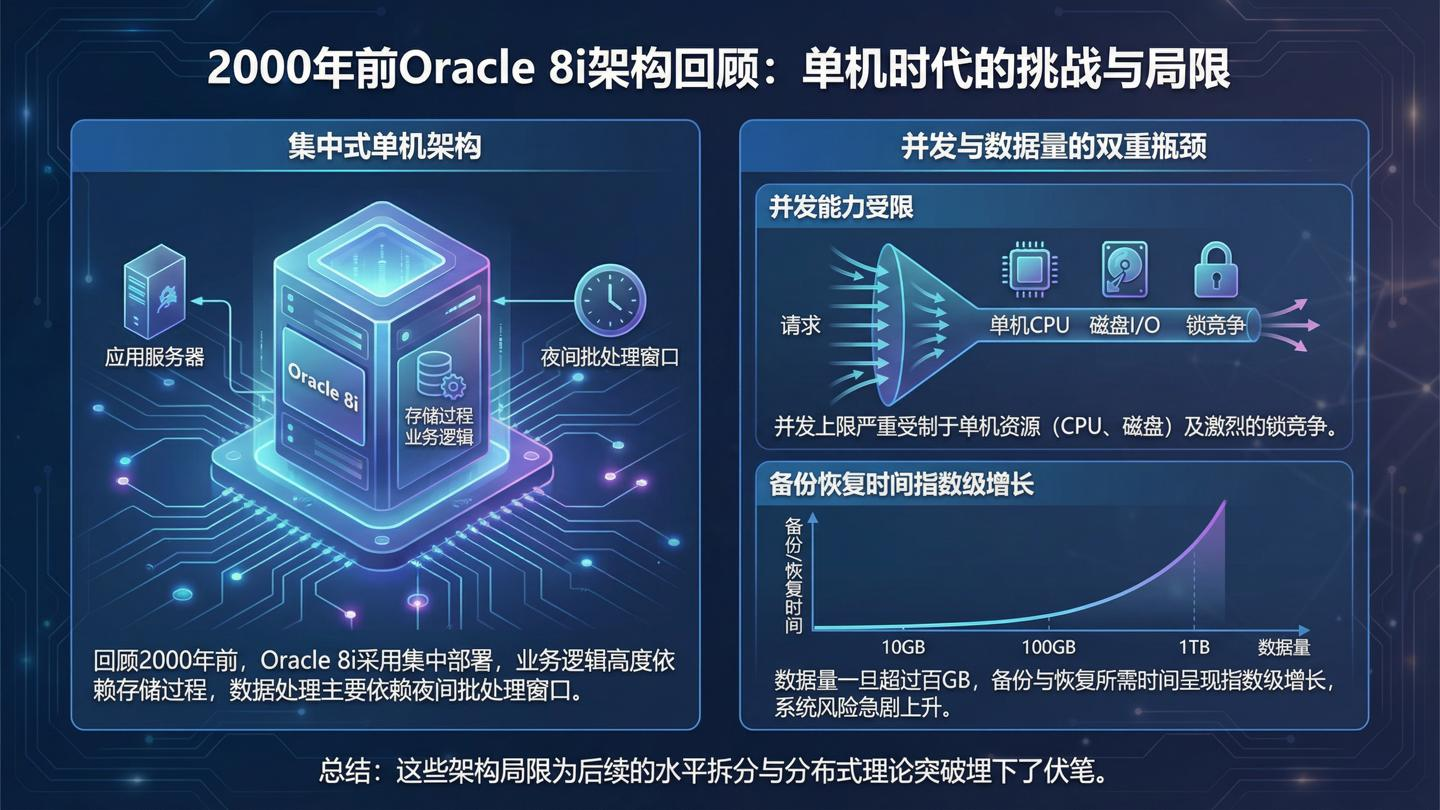 2000年前Oracle 8i架构回顾：单机时代的挑战与局限
集中式单机架构
应用服务器
夜间批处理窗口
Oracle 8i
存储过程
业务逻辑
回顾2000年前，Oracle 8i采用集中部署，业务逻辑高度依
赖存储过程，数据处理主要依赖夜间批处理窗口。
并发与数据量的双重瓶颈
并发能力受限
请求
单机CPU
磁盘I/O
锁竞争
并发上限严重受制于单机资源（CPU、磁盘）及激烈的锁竞争。
备份恢复时间指数级增长
备份/恢复时间
10GB
100GB
1TB
数据量
数据量一旦超过百GB，备份与恢复所需时间呈现指数级增长，
系统风险急剧上升。
总结：这些架构局限为后续的水平拆分与分布式理论突破埋下了伏笔。